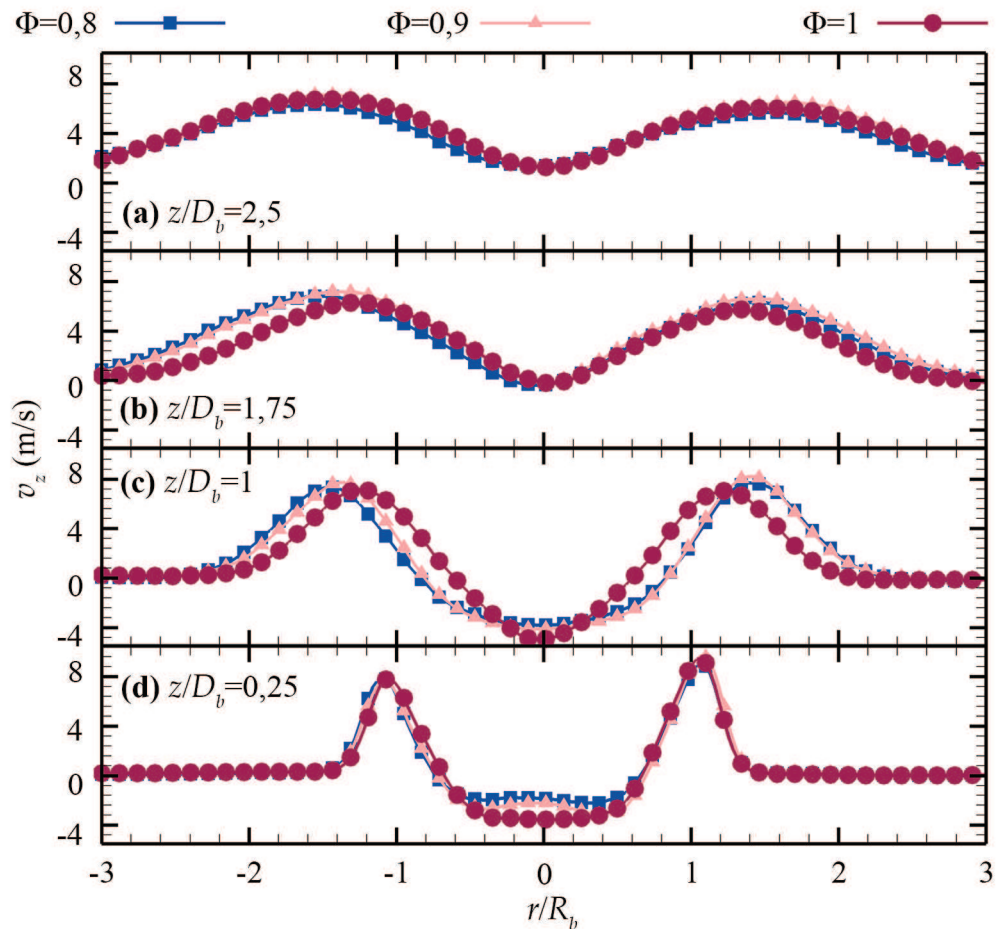 Φ=0,8 Φ=0,9 Φ=1
8
4
0
-4
(a) z/D_b=2,5
8
4
0
-4
(b) z/D_b=1,75
v_z (m/s)
8
4
0
-4
(c) z/D_b=1
8
4
0
-4
(d) z/D_b=0,25
-3 -2 -1 0 1 2 3
r/R_b